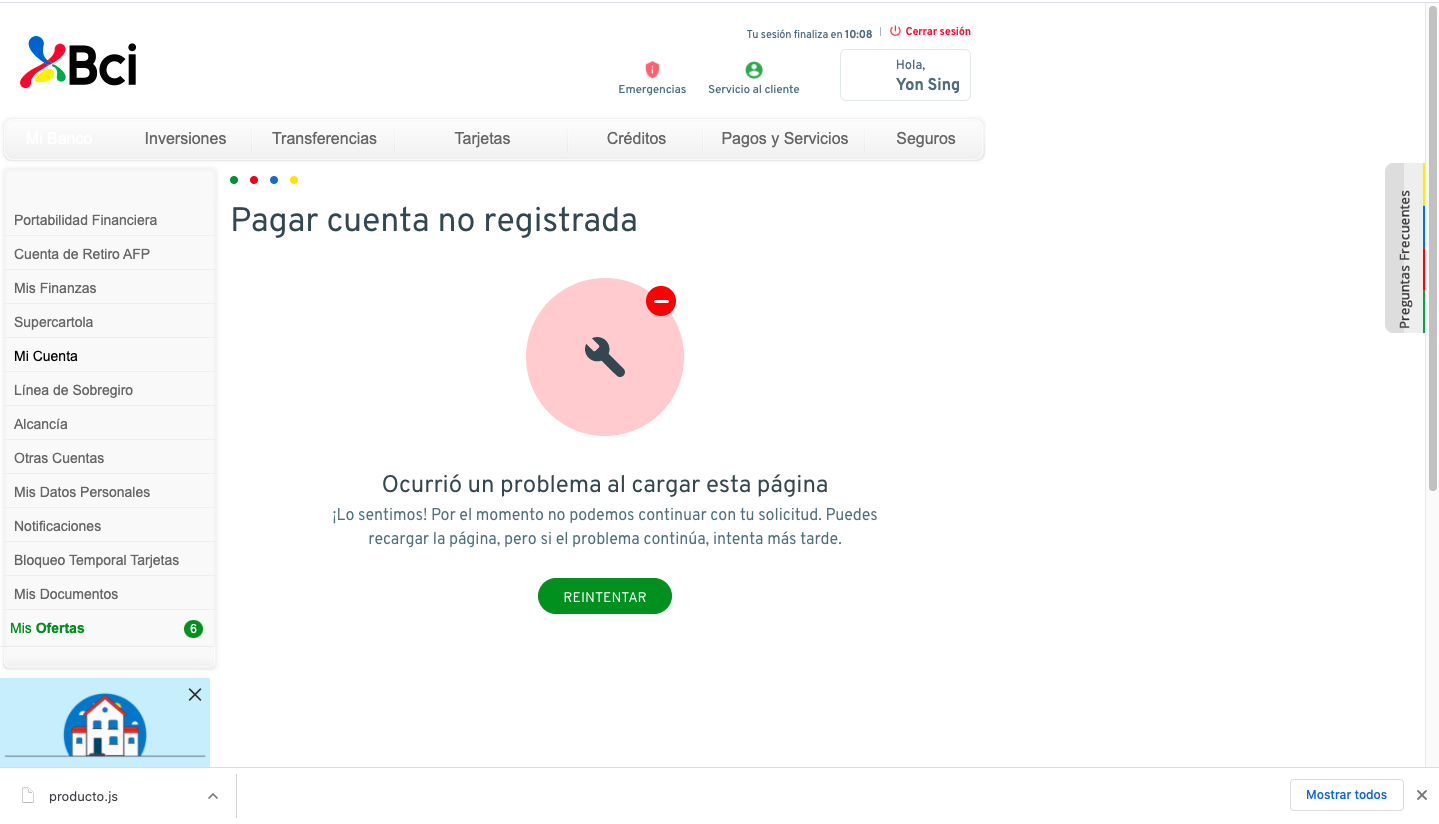 Tu sesión finaliza en 10:08
Cerrar sesión
Bci
Emergencias
Servicio al cliente
Hola,
Yon Sing
Mi Banco
Inversiones
Transferencias
Tarjetas
Créditos
Pagos y Servicios
Seguros
Portabilidad Financiera
Cuenta de Retiro AFP
Mis Finanzas
Supercartola
Mi Cuenta
Línea de Sobregiro
Alcancía
Otras Cuentas
Mis Datos Personales
Notificaciones
Bloqueo Temporal Tarjetas
Mis Documentos
Mis Ofertas 6
Pagar cuenta no registrada
Ocurrió un problema al cargar esta página
¡Lo sentimos! Por el momento no podemos continuar con tu solicitud. Puedes
recargar la página, pero si el problema continúa, intenta más tarde.
REINTENTAR
Preguntas Frecuentes
producto.js
Mostrar todos